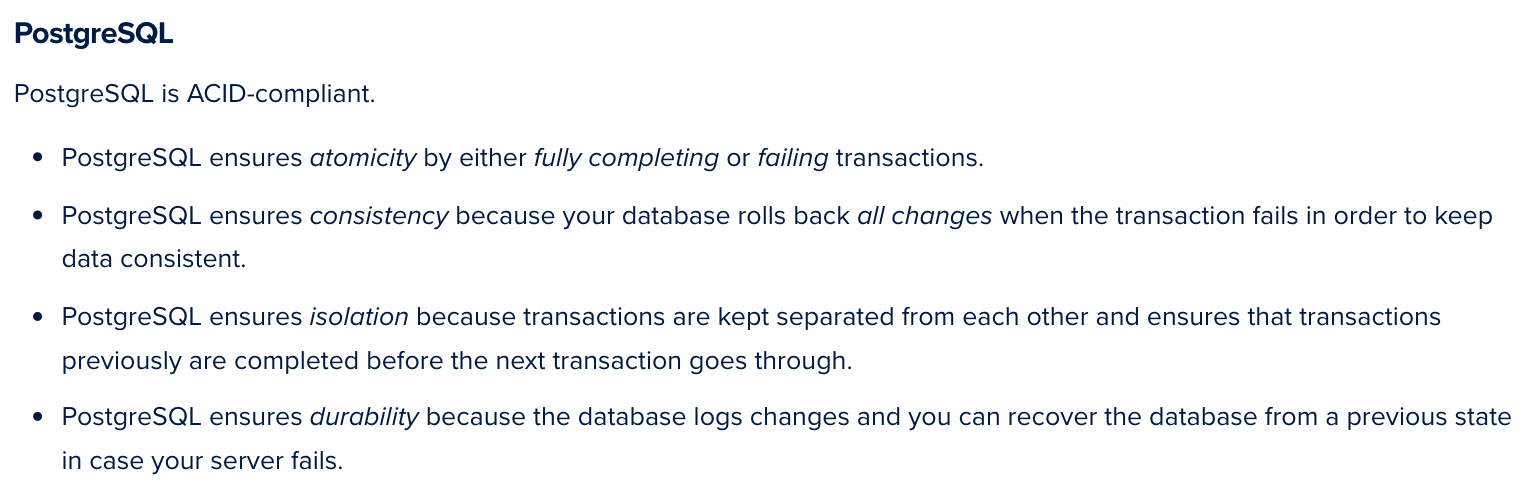 PostgreSQL
PostgreSQL is ACID-compliant.
• PostgreSQL ensures atomicity by either fully completing or failing transactions.
• PostgreSQL ensures consistency because your database rolls back all changes when the transaction fails in order to keep
data consistent.
• PostgreSQL ensures isolation because transactions are kept separated from each other and ensures that transactions
previously are completed before the next transaction goes through.
• PostgreSQL ensures durability because the database logs changes and you can recover the database from a previous state
in case your server fails.